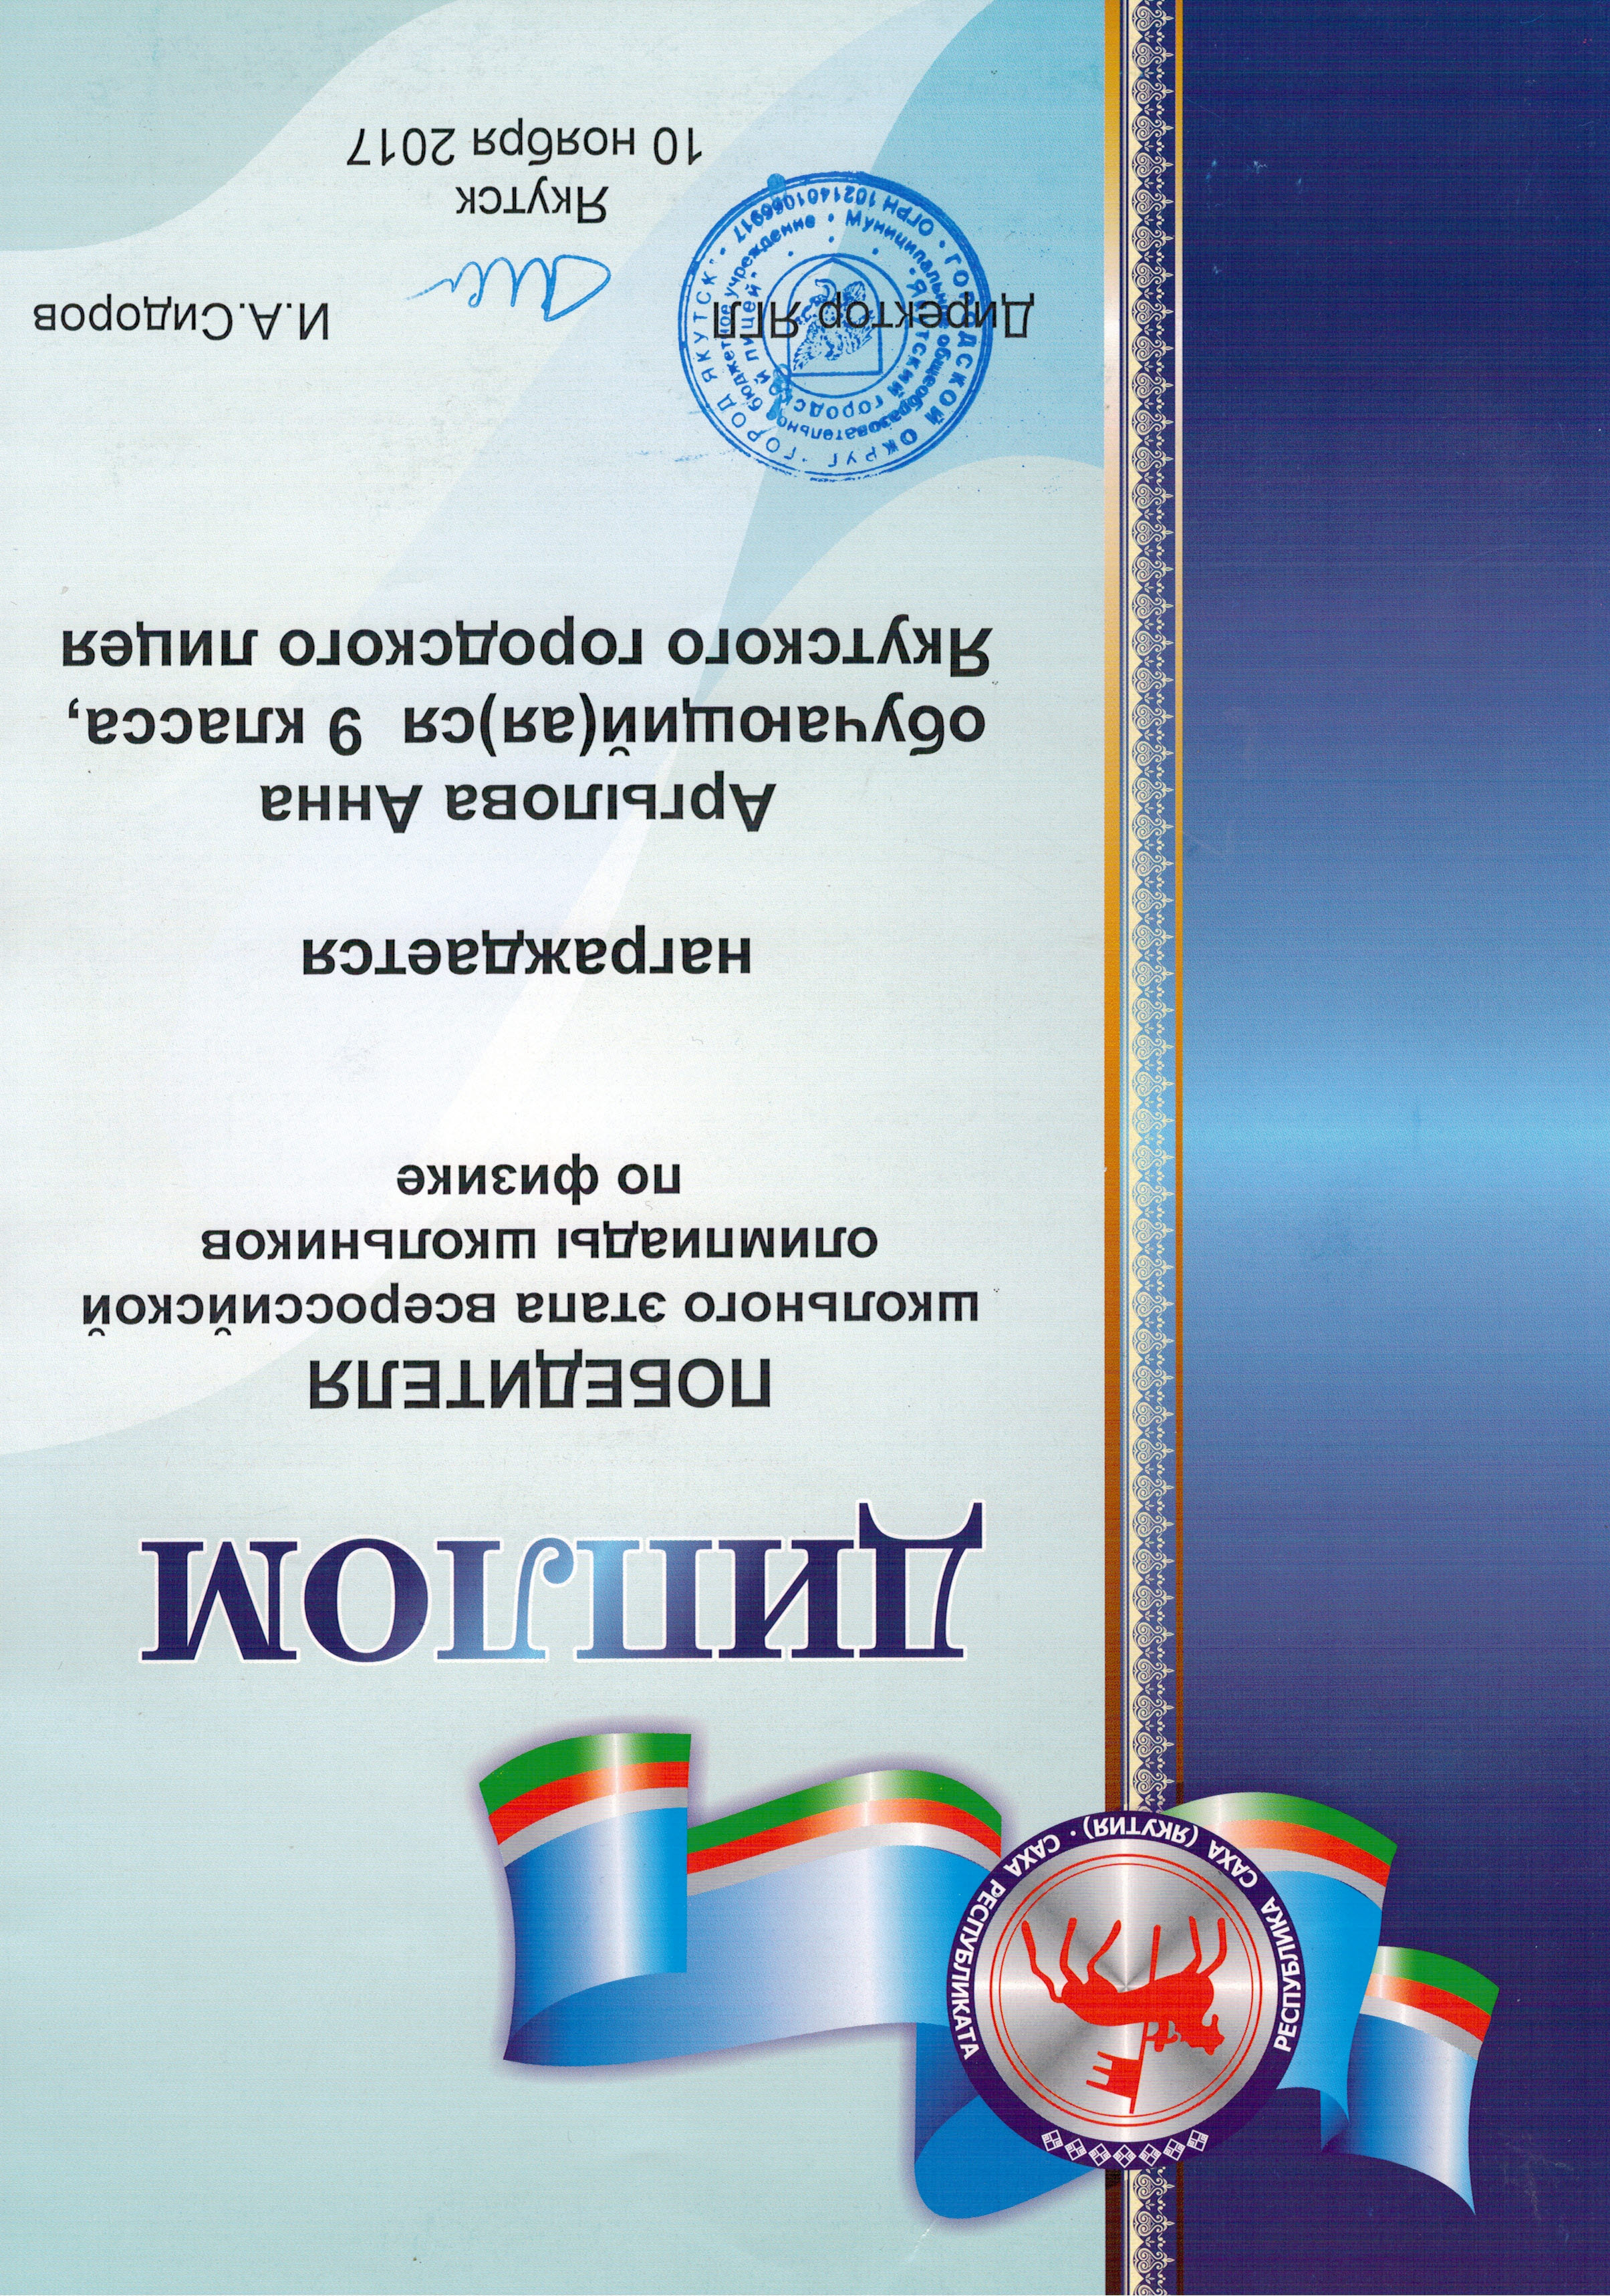 РЕСПУБЛИКА САХА (ЯКУТИЯ) · САХА РЕСПУБЛИКАТА
ДИПЛОМ
ПОБЕДИТЕЛЯ
школьного этапа всероссийской
олимпиады школьников
по физике
награждается
Аргылова Анна
обучающий(ая)ся 9 класса,
Якутского городского лицея
ГОРОДСКОЙ ОКРУГ "ГОРОД ЯКУТСК"
ОГРН 1021401066917
Муниципальное общеобразовательное бюджетное учреждение
Якутский городской лицей
Директор ЯГЛ
И.А.Сидоров
Якутск
10 ноября 2017